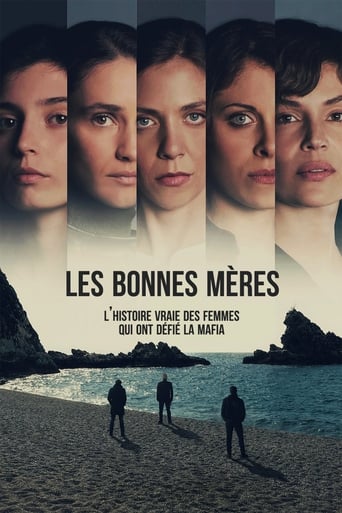 LES BONNES MÈRES
L'HISTOIRE VRAIE DES FEMMES
QUI ONT DÉFIÉ LA MAFIA